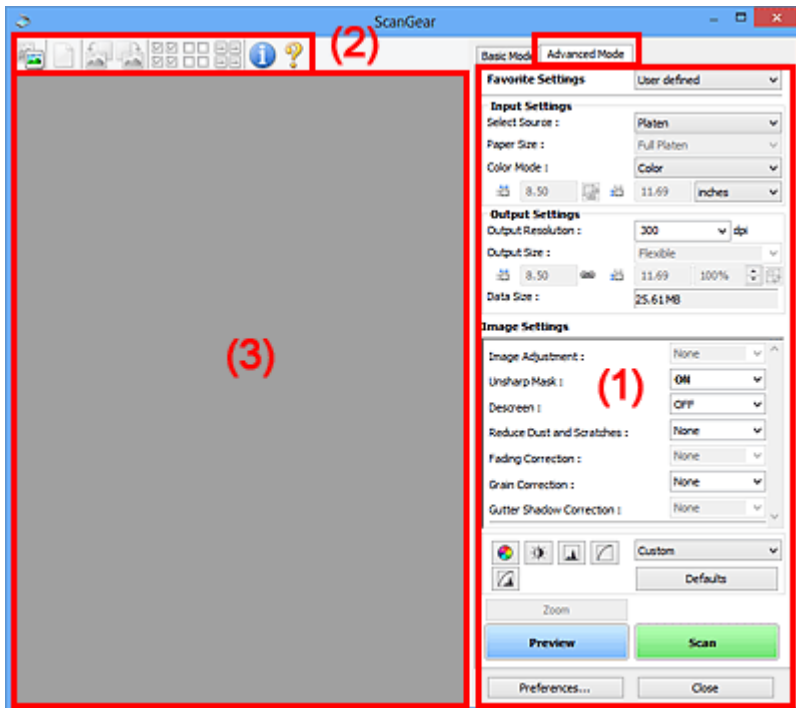 ScanGear
(2)
Basic Mode Advanced Mode
Favorite Settings User defined
Input Settings
Select Source : Platen
Paper Size : Full Platen
Color Mode : Color
8.50 11.69 inches
Output Settings
Output Resolution : 300 dpi
Output Size : Flexible
8.50 11.69 100%
Data Size : 25.61MB
Image Settings
(3)
(1)
Image Adjustment : None
Unsharp Mask : ON
Descreen : OFF
Reduce Dust and Scratches : None
Fading Correction : None
Grain Correction : None
Gutter Shadow Correction : None
Custom
Defaults
Zoom
Preview Scan
Preferences... Close